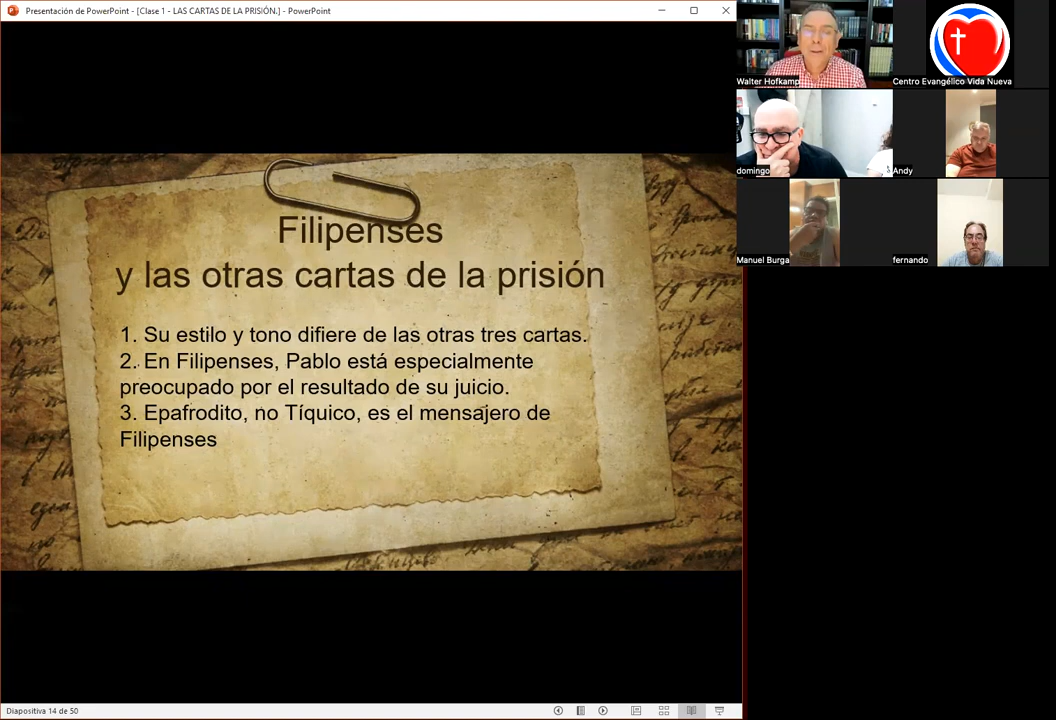 Presentación de PowerPoint - [Clase 1 - LAS CARTAS DE LA PRISIÓN.] - PowerPoint
Filipenses
y las otras cartas de la prisión
1. Su estilo y tono difiere de las otras tres cartas.
2. En Filipenses, Pablo está especialmente
preocupado por el resultado de su juicio.
3. Epafrodito, no Tíquico, es el mensajero de
Filipenses
Diapositiva 14 de 50
Walter Hofkamp
Centro Evangélico Vida Nueva
domingo
Andy
Manuel Burga
fernando